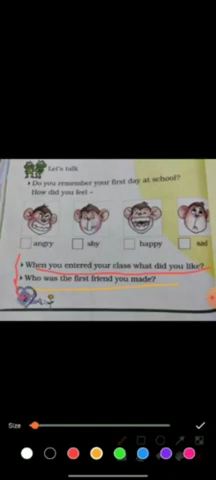 Let's talk
Do you remember your first day at school?
How did you feel –
angry shy happy sad
When you entered your class what did you like?
Who was the first friend you made?
Size